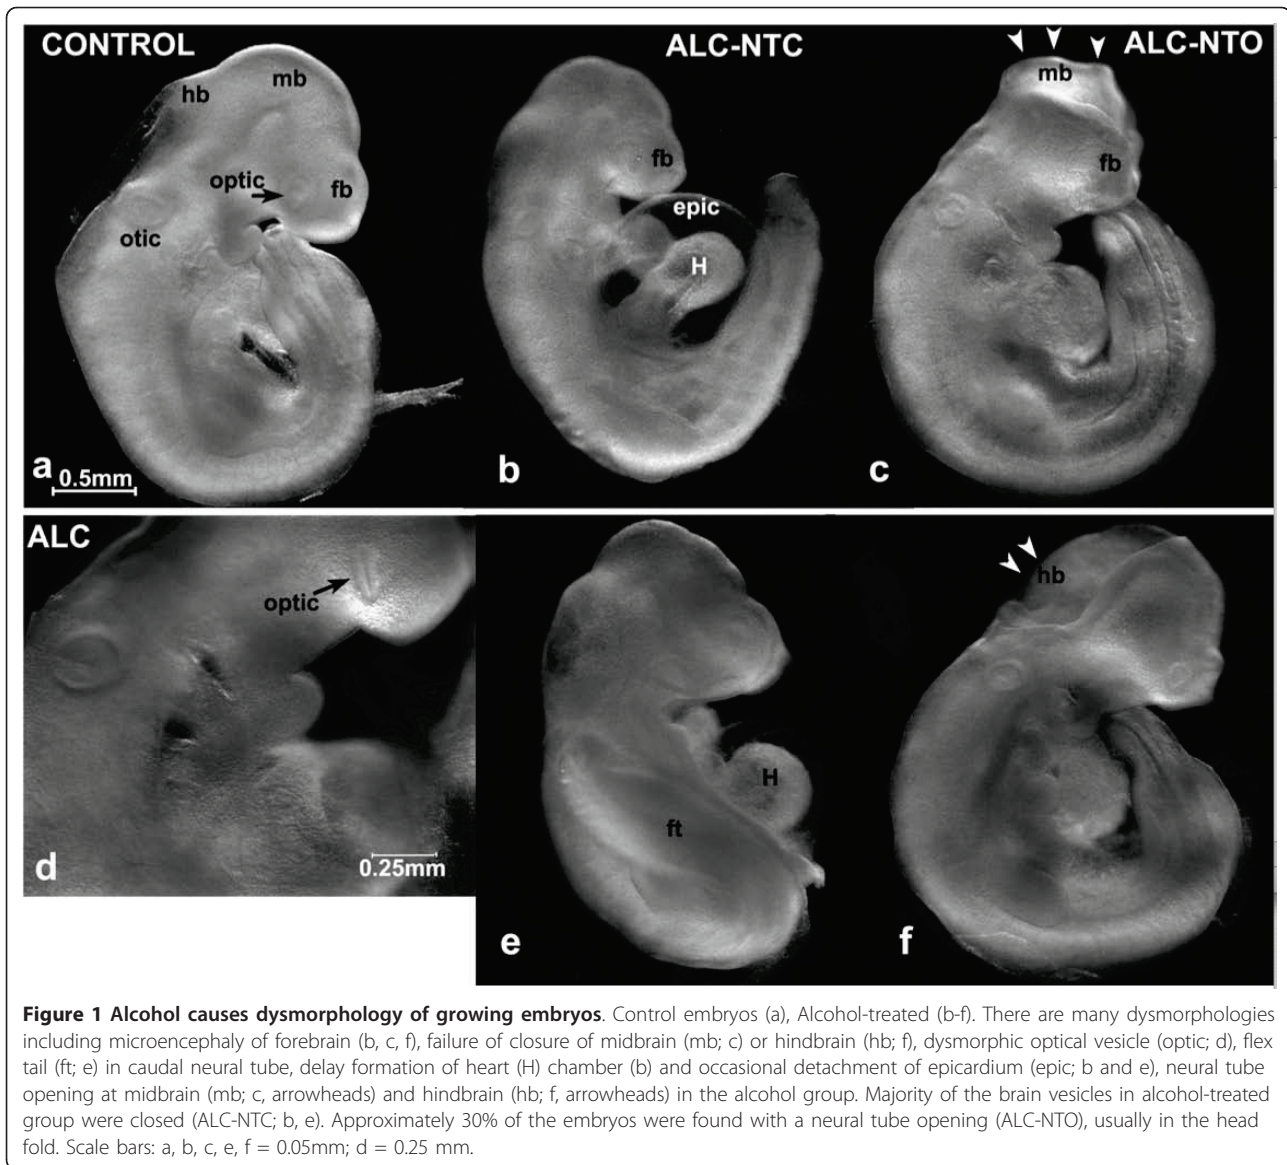 CONTROL
hb
mb
optic
fb
otic
a
0.5mm
ALC-NTC
fb
epic
H
b
ALC-NTO
mb
fb
c
ALC
optic
d
0.25mm
H
ft
e
hb
f
Figure 1 Alcohol causes dysmorphology of growing embryos. Control embryos (a), Alcohol-treated (b-f). There are many dysmorphologies
including microencephaly of forebrain (b, c, f), failure of closure of midbrain (mb; c) or hindbrain (hb; f), dysmorphic optical vesicle (optic; d), flex
tail (ft; e) in caudal neural tube, delay formation of heart (H) chamber (b) and occasional detachment of epicardium (epic; b and e), neural tube
opening at midbrain (mb; c, arrowheads) and hindbrain (hb; f, arrowheads) in the alcohol group. Majority of the brain vesicles in alcohol-treated
group were closed (ALC-NTC; b, e). Approximately 30% of the embryos were found with a neural tube opening (ALC-NTO), usually in the head
fold. Scale bars: a, b, c, e, f = 0.05mm; d = 0.25 mm.